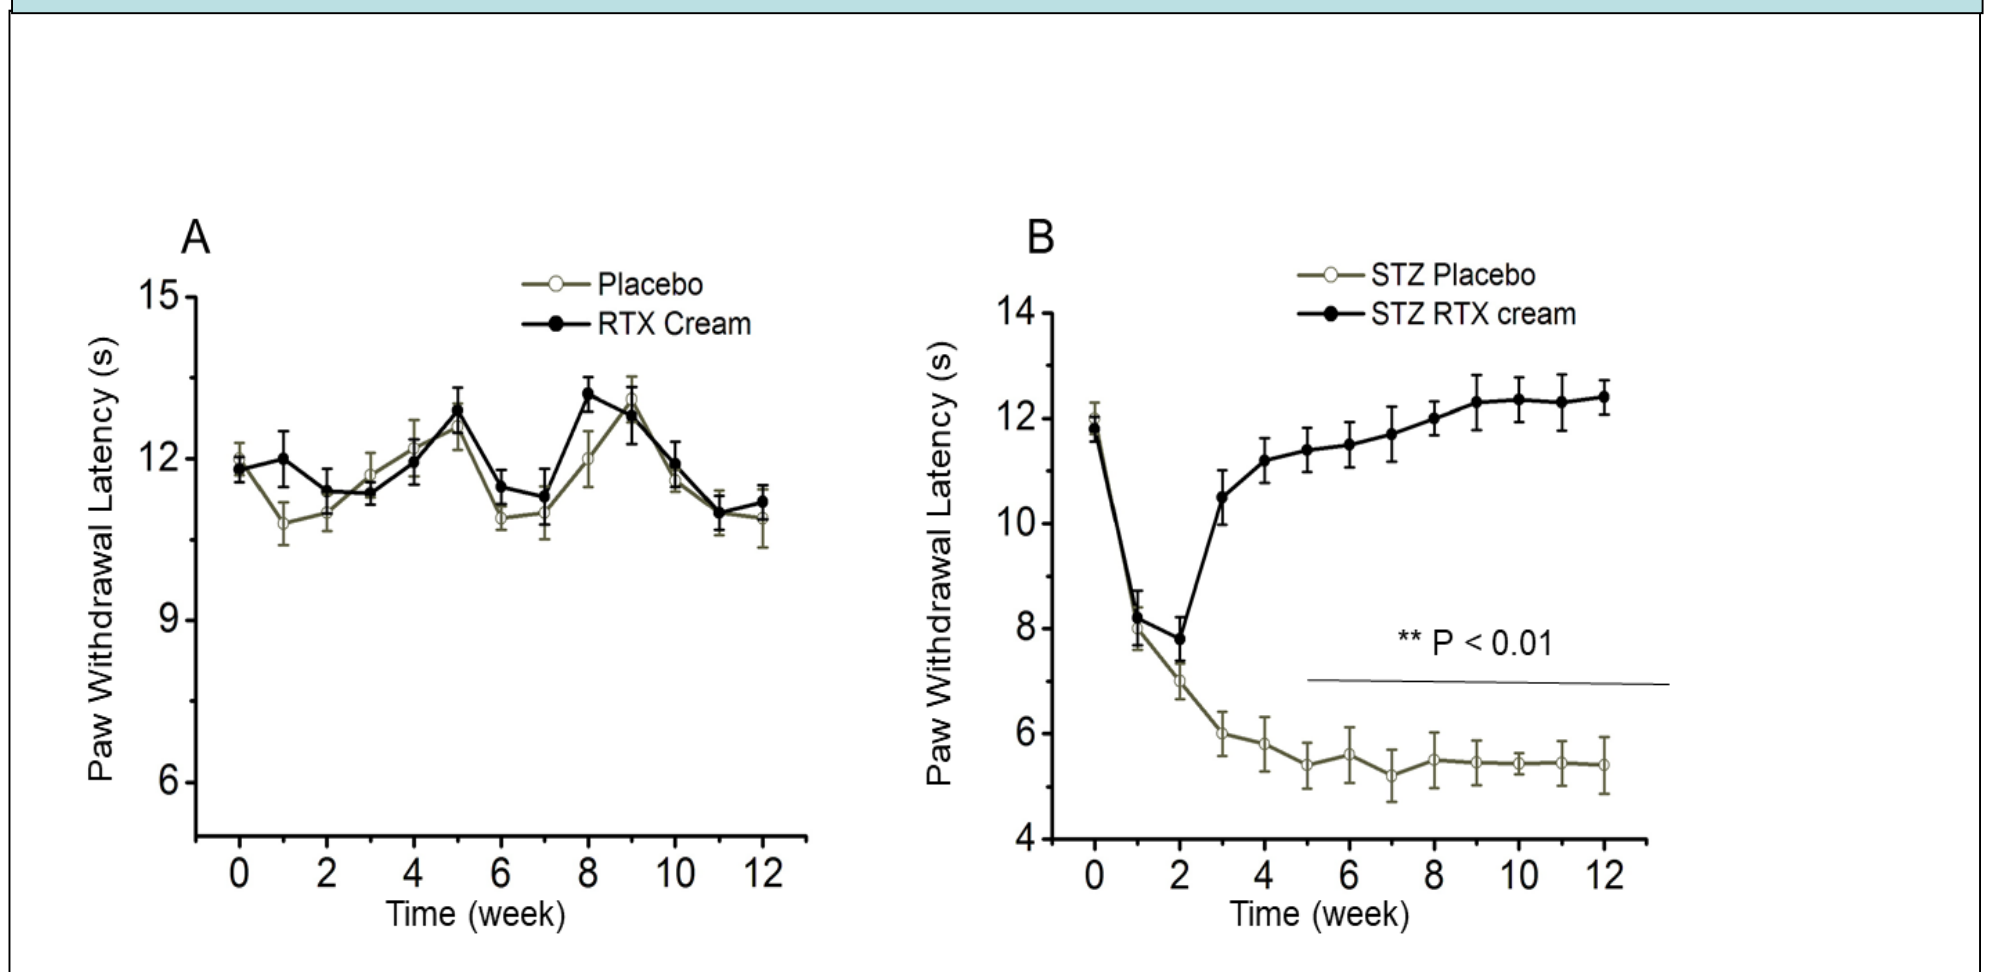 A
Placebo
RTX Cream
15
12
9
6
Paw Withdrawal Latency (s)
0 2 4 6 8 10 12
Time (week)
B
STZ Placebo
STZ RTX cream
14
12
10
8
6
4
Paw Withdrawal Latency (s)
** P < 0.01
0 2 4 6 8 10 12
Time (week)